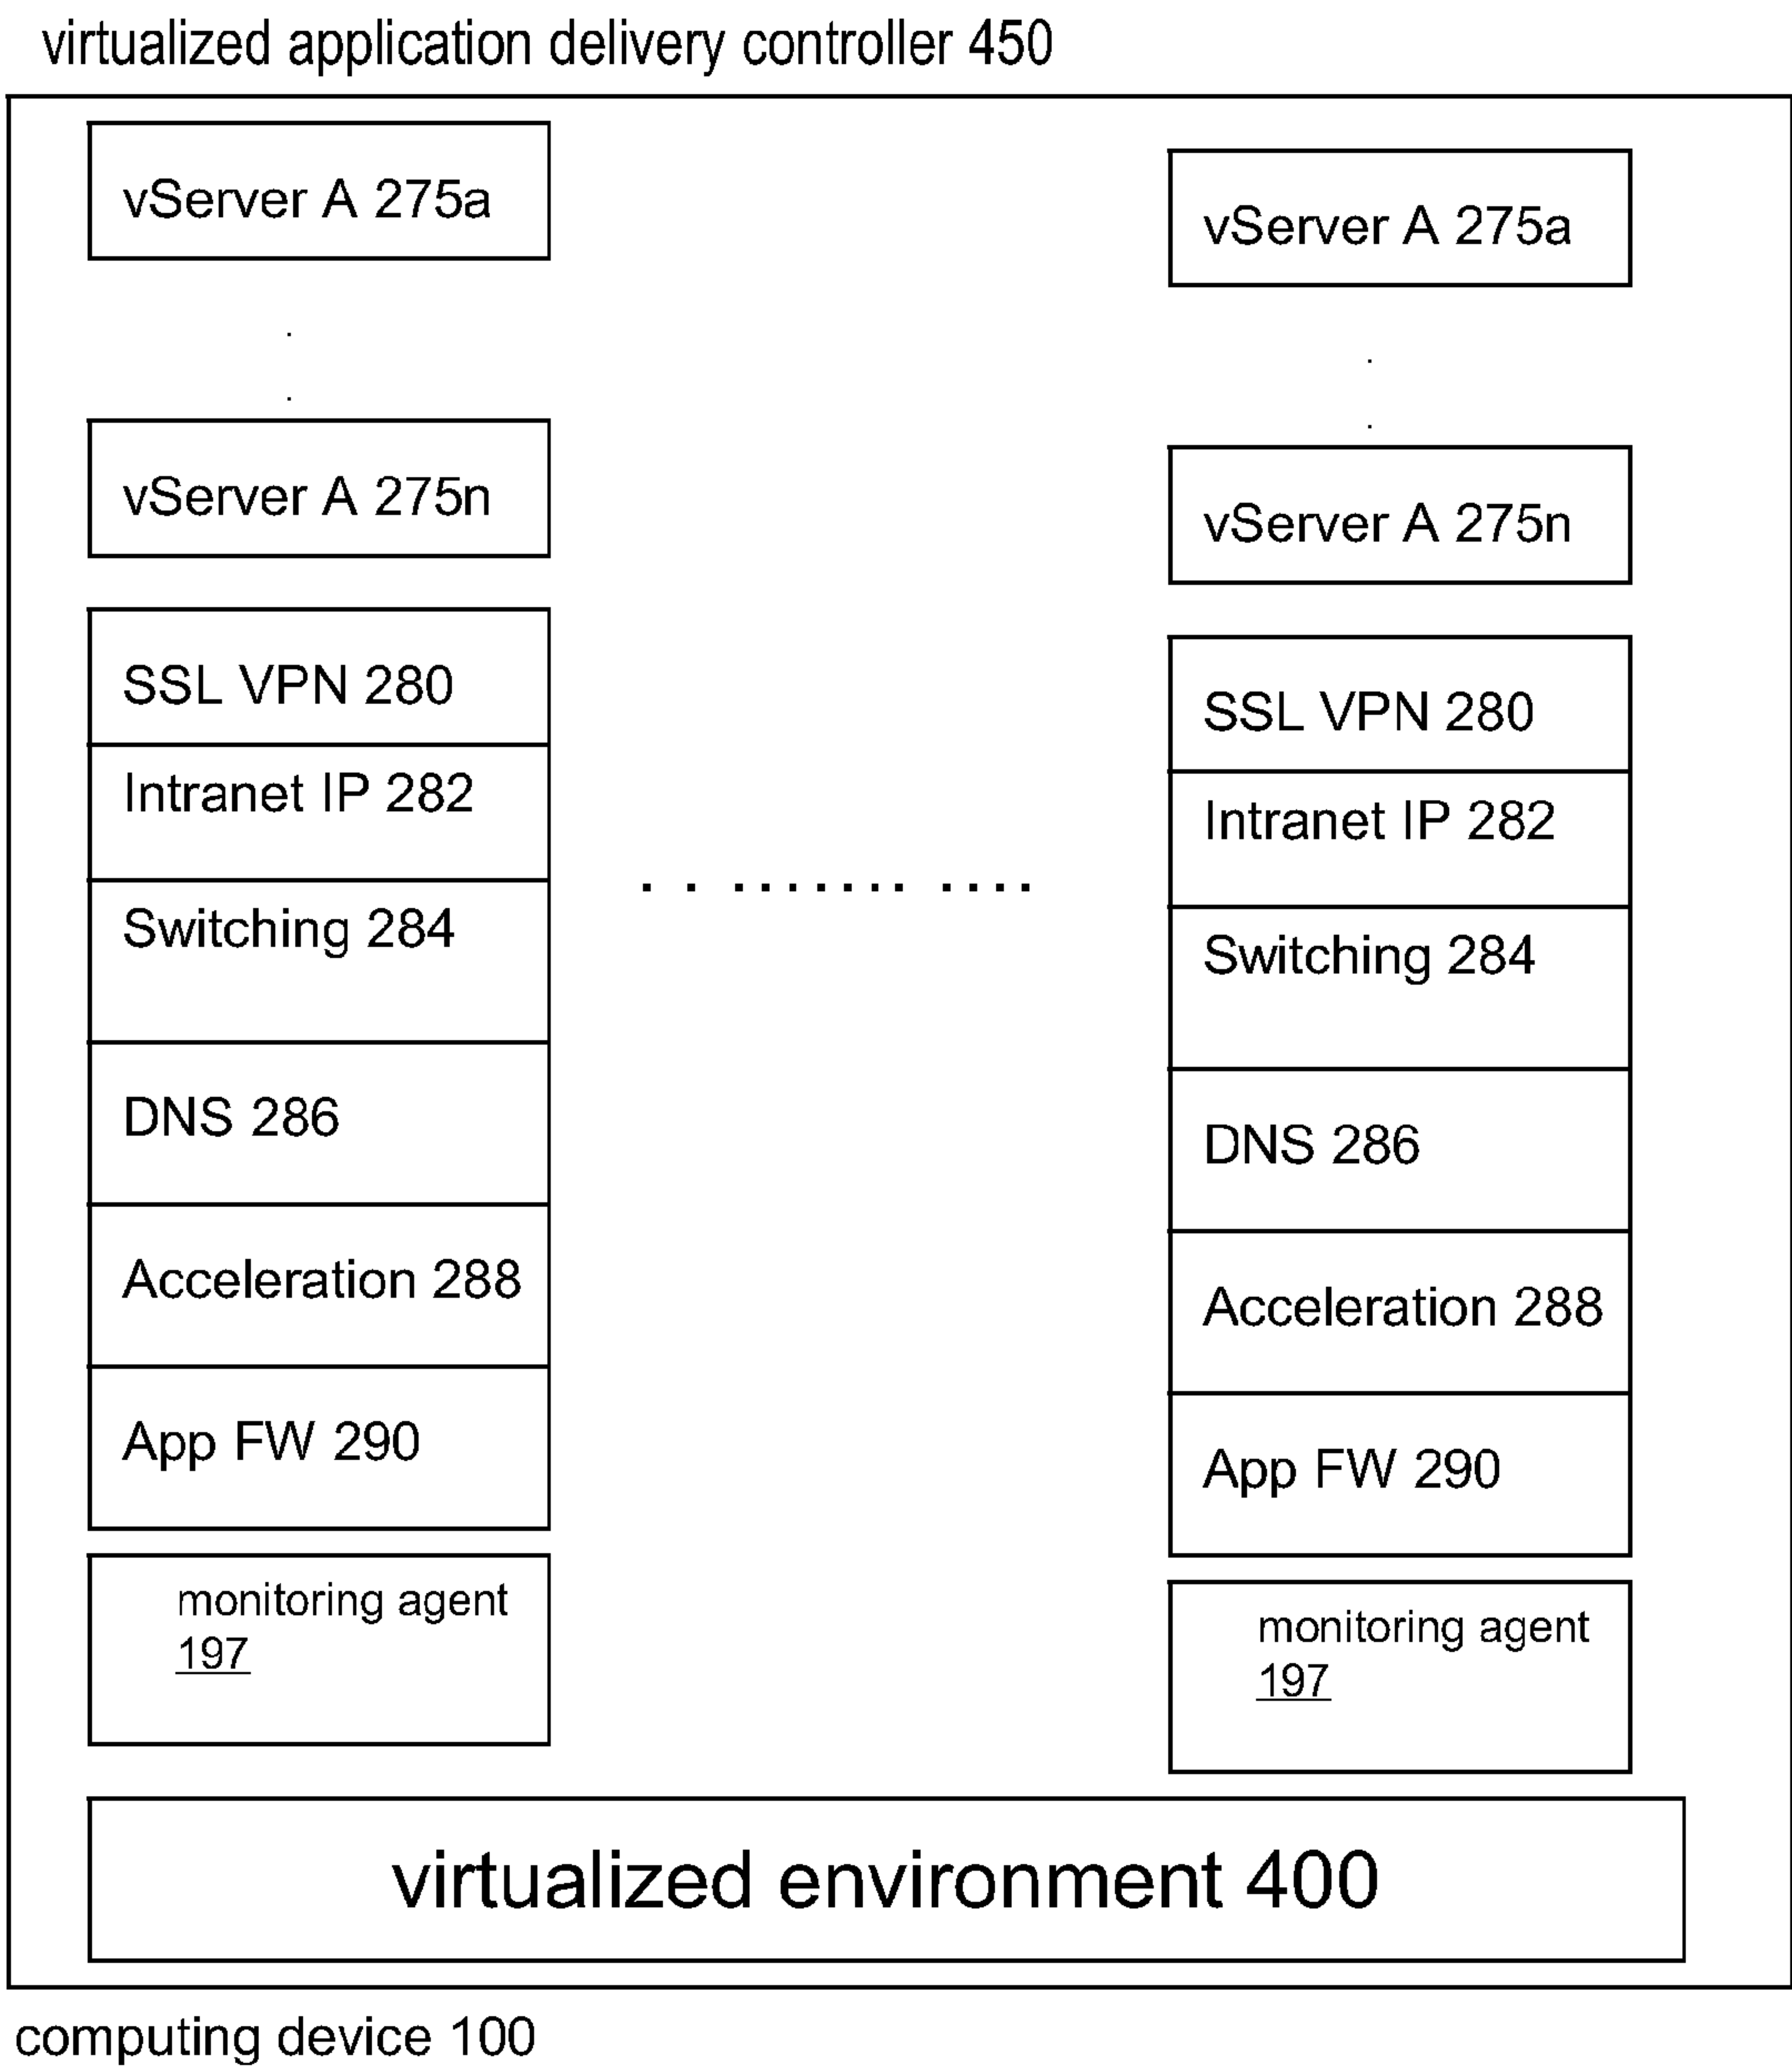 virtualized application delivery controller 450
vServer A 275a
vServer A 275n
SSL VPN 280
Intranet IP 282
Switching 284
DNS 286
Acceleration 288
App FW 290
monitoring agent
197
vServer A 275a
vServer A 275n
SSL VPN 280
Intranet IP 282
Switching 284
DNS 286
Acceleration 288
App FW 290
monitoring agent
197
virtualized environment 400
computing device 100